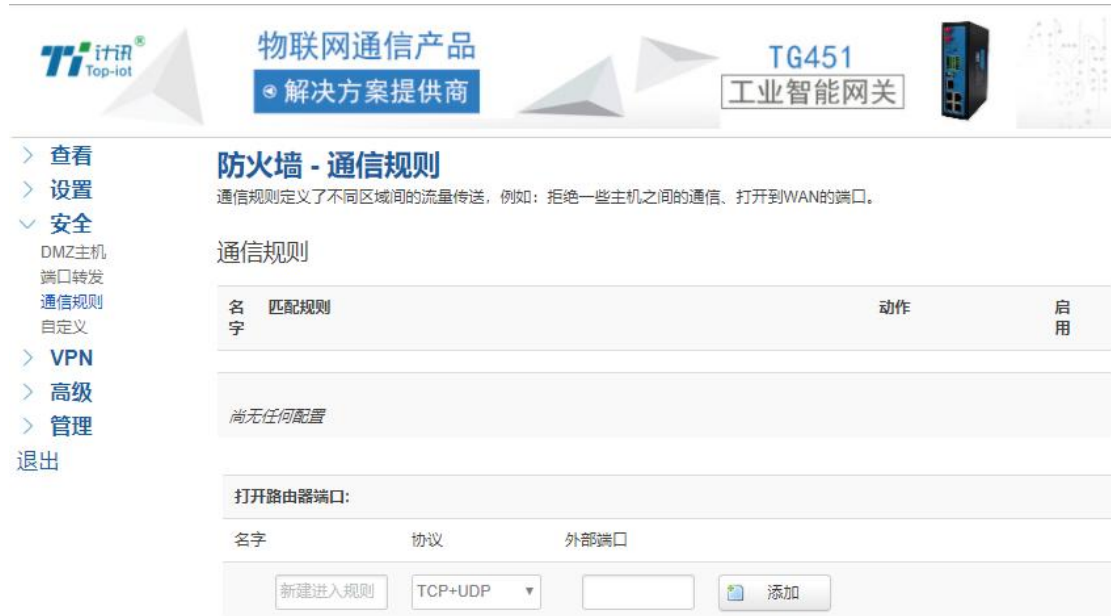 计讯®
Top-iot
物联网通信产品
解决方案提供商
TG451
工业智能网关
查看
设置
安全
DMZ主机
端口转发
通信规则
自定义
VPN
高级
管理
退出
防火墙 - 通信规则
通信规则定义了不同区域间的流量传送，例如：拒绝一些主机之间的通信、打开到WAN的端口。
通信规则
名字 匹配规则 动作 启用
尚无任何配置
打开路由器端口:
名字 协议 外部端口
新建进入规则 TCP+UDP 添加